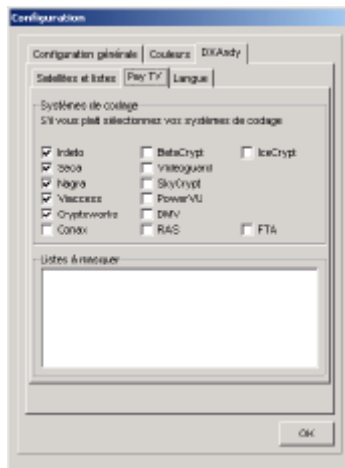 Configuration
Configuration générale Couleurs DXAndy
Satellites et listes Pay TV Langue
Systèmes de codage
S'il vous plaît sélectionnez vos systèmes de codage
Irdeto BetaCrypt IceCrypt
Seca Videoguard
Nagra SkyCrypt
Viaccess PowerVU
Cryptoworks DMV
Conax RAS FTA
Listes à masquer
OK